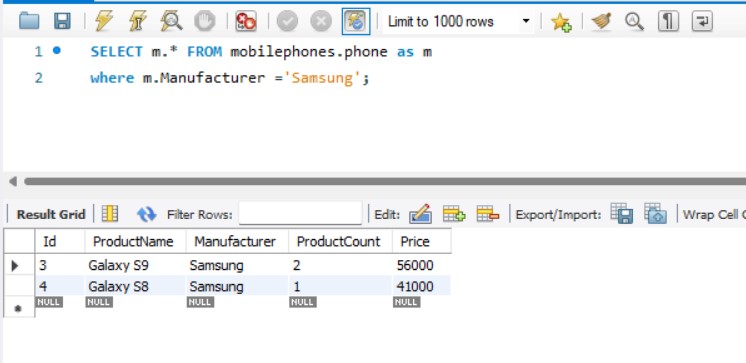 Limit to 1000 rows
1 SELECT m.* FROM mobilephones.phone as m
2 where m.Manufacturer ='Samsung';
Result Grid Filter Rows: Edit: Export/Import: Wrap Cell C
Id ProductName Manufacturer ProductCount Price
3 Galaxy S9 Samsung 2 56000
4 Galaxy S8 Samsung 1 41000
NULL NULL NULL NULL NULL